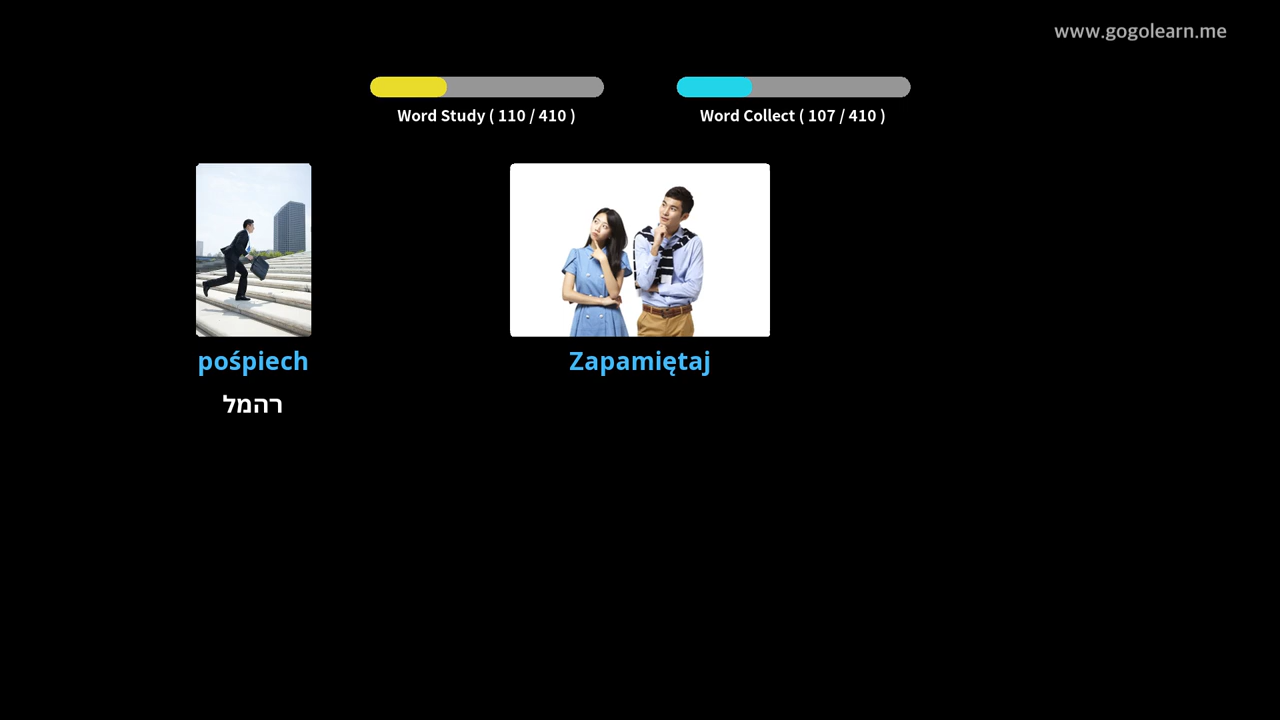 www.gogolearn.me
Word Study ( 110 / 410 )
Word Collect ( 107 / 410 )
pośpiech
Zapamiętaj
רהמל